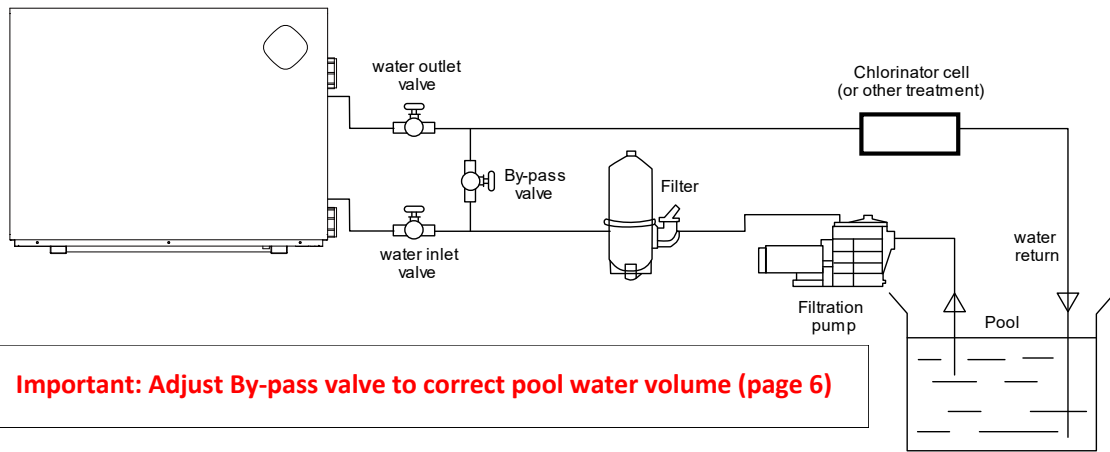 water outlet
valve
Chlorinator cell
(or other treatment)
By-pass
valve
Filter
water inlet
valve
water
return
Filtration
pump
Pool
Important: Adjust By-pass valve to correct pool water volume (page 6)